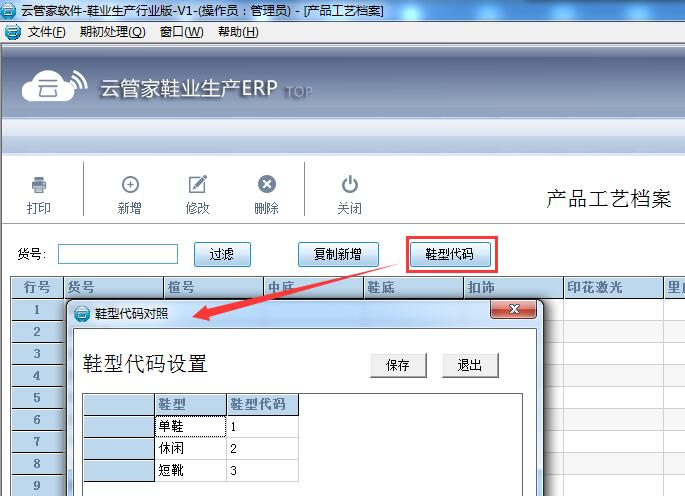 云管家软件-鞋业生产行业版-V1-(操作员：管理员) - [产品工艺档案]
文件(F) 期初处理(Q) 窗口(W) 帮助(H)
云 云管家鞋业生产ERP TOP
打印 新增 修改 删除 关闭 产品工艺档案
货号: 过滤 复制新增 鞋型代码
行号 货号 楦号 中底 鞋底 扣饰 印花激光
1
2
3
4
5
6
7
8
9
鞋型代码对照
鞋型代码设置 保存 退出
鞋型 鞋型代码
单鞋 1
休闲 2
短靴 3